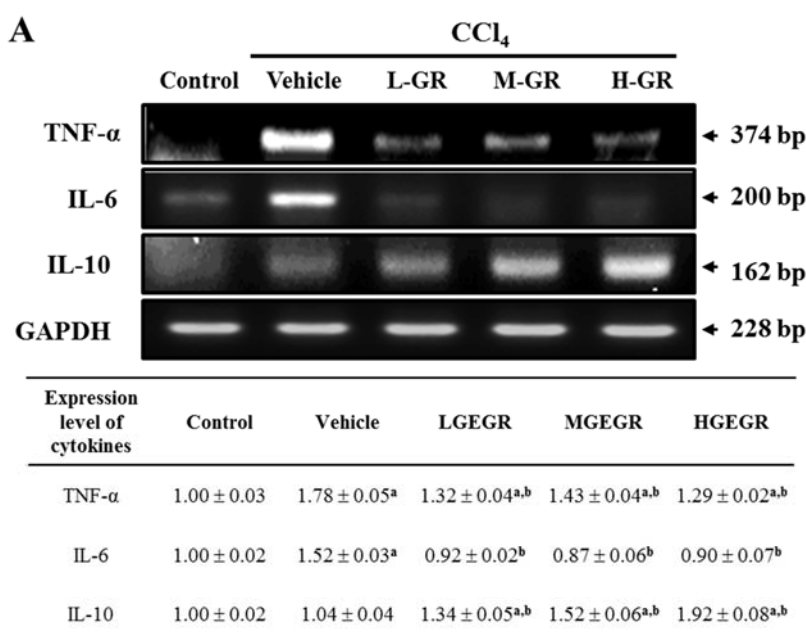 A
CCl₄
Control Vehicle L-GR M-GR H-GR
TNF-α 374 bp
IL-6 200 bp
IL-10 162 bp
GAPDH 228 bp
Expression level of cytokines Control Vehicle LGEGR MGEGR HGEGR
TNF-α 1.00 ± 0.03 1.78 ± 0.05ᵃ 1.32 ± 0.04ᵃ,ᵇ 1.43 ± 0.04ᵃ,ᵇ 1.29 ± 0.02ᵃ,ᵇ
IL-6 1.00 ± 0.02 1.52 ± 0.03ᵃ 0.92 ± 0.02ᵇ 0.87 ± 0.06ᵇ 0.90 ± 0.07ᵇ
IL-10 1.00 ± 0.02 1.04 ± 0.04 1.34 ± 0.05ᵃ,ᵇ 1.52 ± 0.06ᵃ,ᵇ 1.92 ± 0.08ᵃ,ᵇ